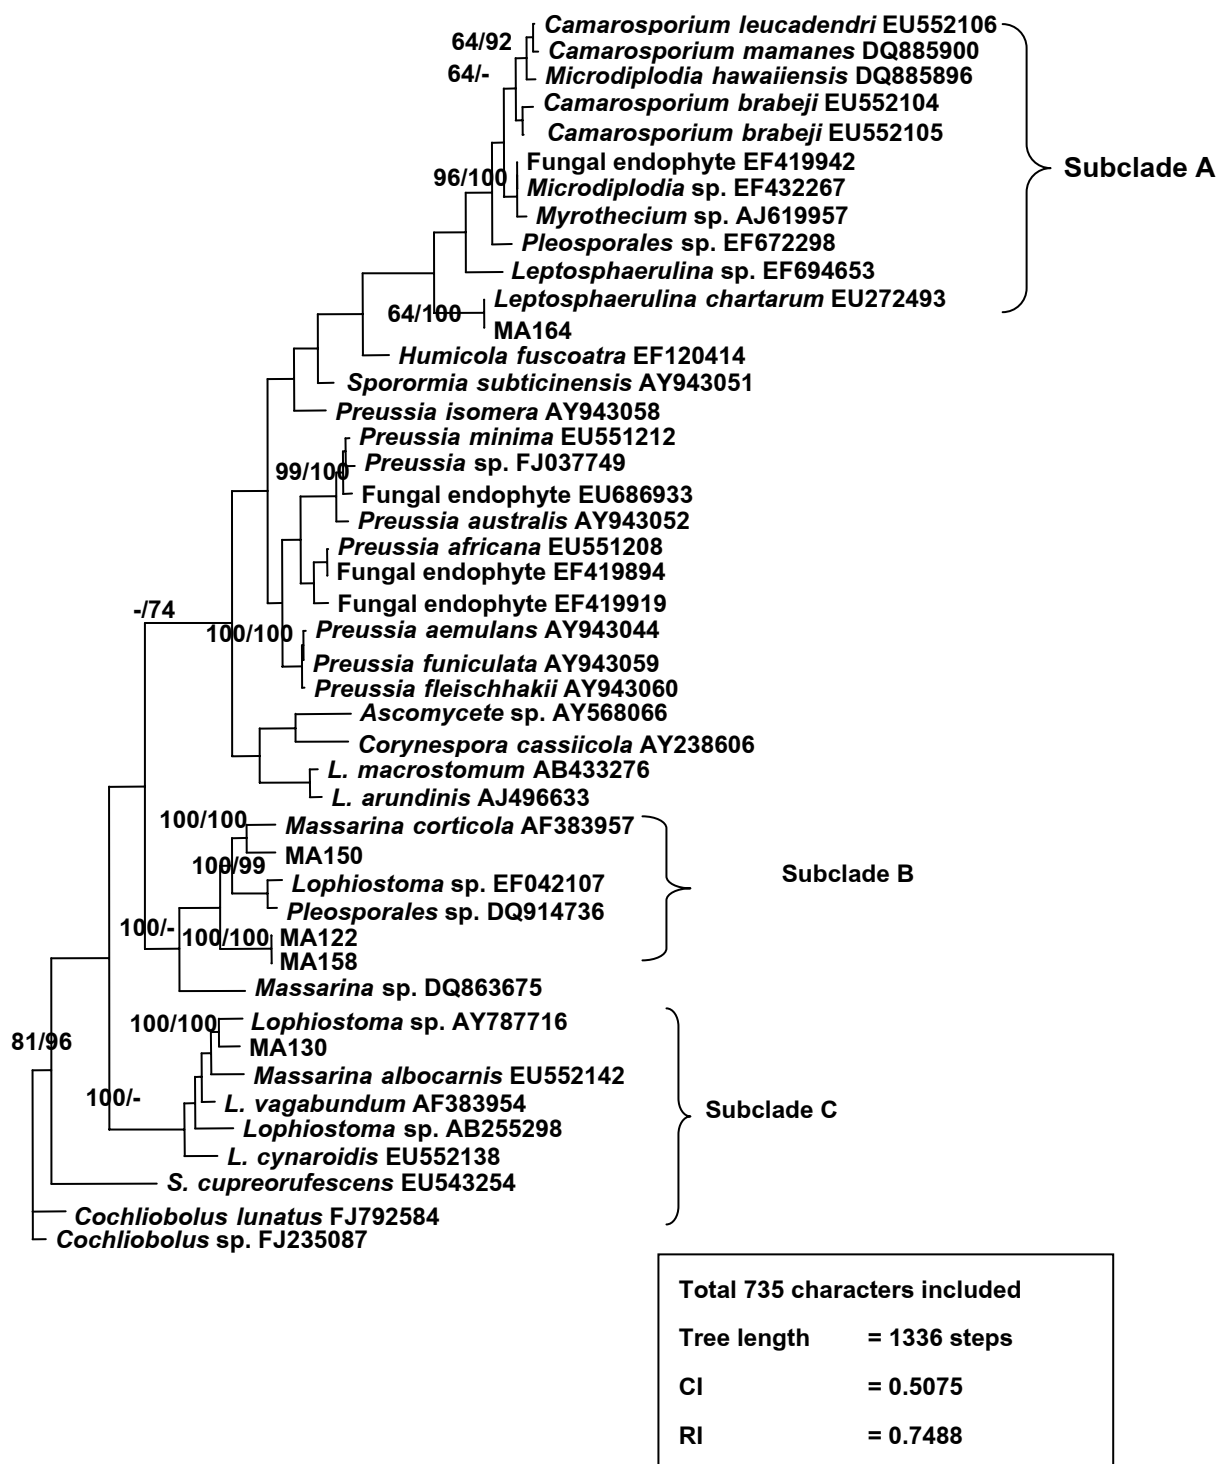 Camarosporium leucadendri EU552106
64/92
Camarosporium mamanes DQ885900
64/-
Microdiplodia hawaiiensis DQ885896
Camarosporium brabeji EU552104
Camarosporium brabeji EU552105
Fungal endophyte EF419942
Subclade A
96/100
Microdiplodia sp. EF432267
Myrothecium sp. AJ619957
Pleosporales sp. EF672298
Leptosphaerulina sp. EF694653
Leptosphaerulina chartarum EU272493
64/100
MA164
Humicola fuscoatra EF120414
Sporormia subticinensis AY943051
Preussia isomera AY943058
Preussia minima EU551212
Preussia sp. FJ037749
99/100
Fungal endophyte EU686933
Preussia australis AY943052
Preussia africana EU551208
Fungal endophyte EF419894
Fungal endophyte EF419919
-/74
100/100
Preussia aemulans AY943044
Preussia funiculata AY943059
Preussia fleischhakii AY943060
Ascomycete sp. AY568066
Corynespora cassiicola AY238606
L. macrostomum AB433276
L. arundinis AJ496633
100/100
Massarina corticola AF383957
MA150
100/99
Subclade B
Lophiostoma sp. EF042107
Pleosporales sp. DQ914736
100/-
100/100
MA122
MA158
Massarina sp. DQ863675
100/100
Lophiostoma sp. AY787716
81/96
MA130
Massarina albocarnis EU552142
100/-
L. vagabundum AF383954
Subclade C
Lophiostoma sp. AB255298
L. cynaroidis EU552138
S. cupreorufescens EU543254
Cochliobolus lunatus FJ792584
Cochliobolus sp. FJ235087
Total 735 characters included
Tree length = 1336 steps
CI = 0.5075
RI = 0.7488